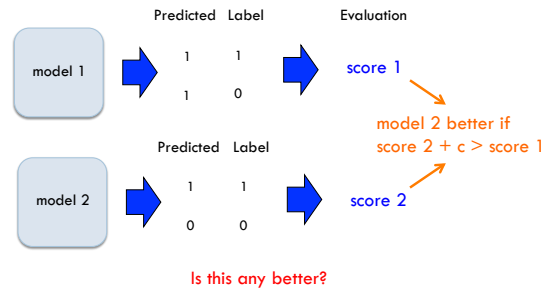 Predicted Label Evaluation
model 1
1 1
1 0
score 1
model 2 better if
score 2 + c > score 1
Predicted Label
model 2
1 1
0 0
score 2
Is this any better?